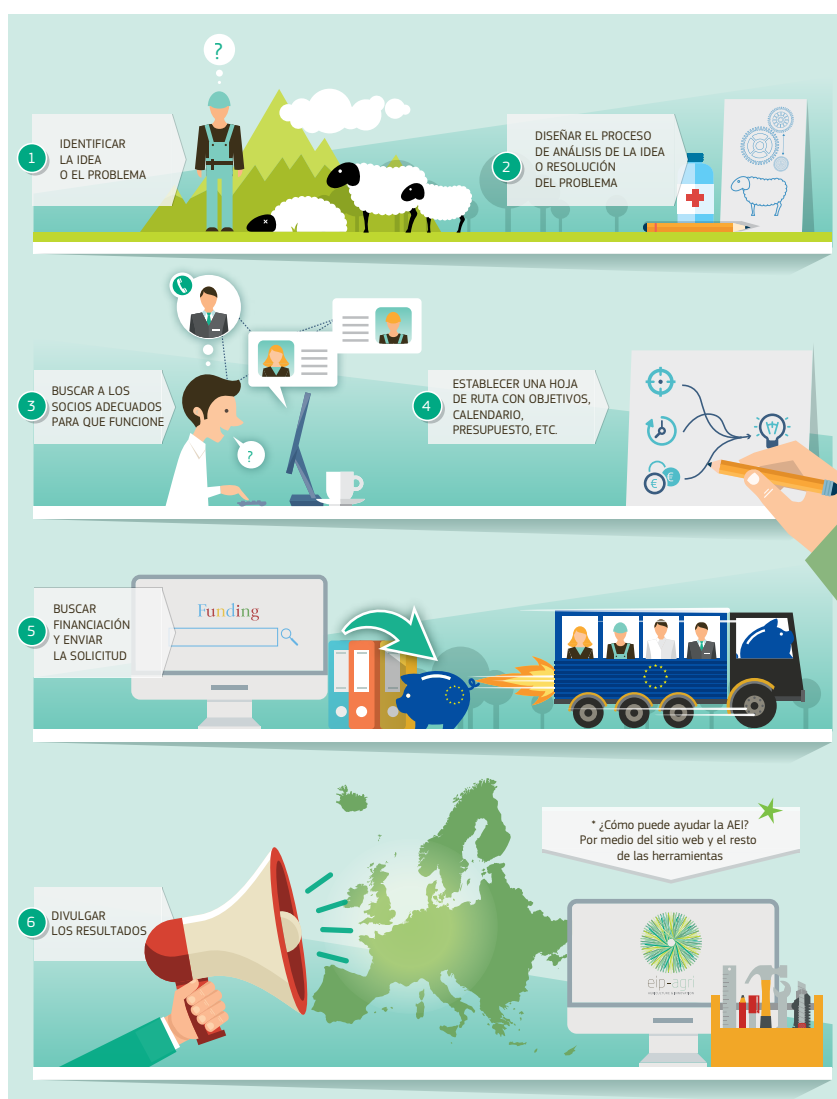 ?
1
IDENTIFICAR
LA IDEA
O EL PROBLEMA
2
DISEÑAR EL PROCESO
DE ANÁLISIS DE LA IDEA
O RESOLUCIÓN
DEL PROBLEMA
3
BUSCAR A LOS
SOCIOS ADECUADOS
PARA QUE FUNCIONE
?
4
ESTABLECER UNA HOJA
DE RUTA CON OBJETIVOS,
CALENDARIO,
PRESUPUESTO, ETC.
€
€
5
BUSCAR
FINANCIACIÓN
Y ENVIAR
LA SOLICITUD
Funding
* ¿Cómo puede ayudar la AEI?
Por medio del sitio web y el resto
de las herramientas
6
DIVULGAR
LOS RESULTADOS
eip-agri